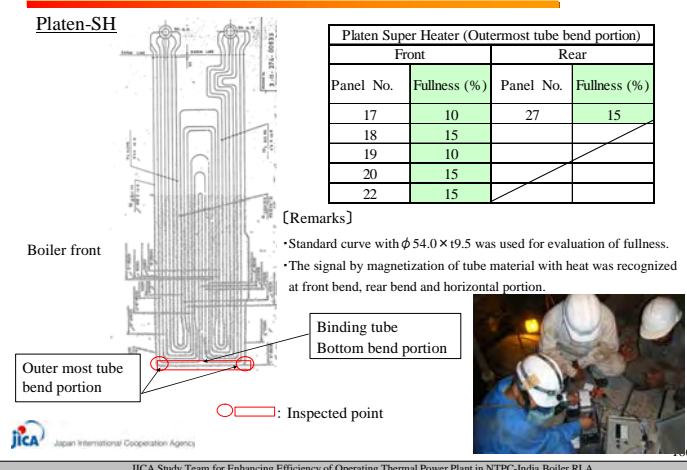 Platen-SH
Platen Super Heater (Outermost tube bend portion)
Front Rear
Panel No. Fullness (%) Panel No. Fullness (%)
17 10 27 15
18 15
19 10
20 15
22 15
〔Remarks〕
・Standard curve with ϕ 54.0 × t9.5 was used for evaluation of fullness.
・The signal by magnetization of tube material with heat was recognized
at front bend, rear bend and horizontal portion.
Boiler front
Binding tube
Bottom bend portion
Outer most tube
bend portion
: Inspected point
jICA Japan International Cooperation Agency
JICA Study Team for Enhancing Efficiency of Operating Thermal Power Plant in NTPC-India Boiler RLA